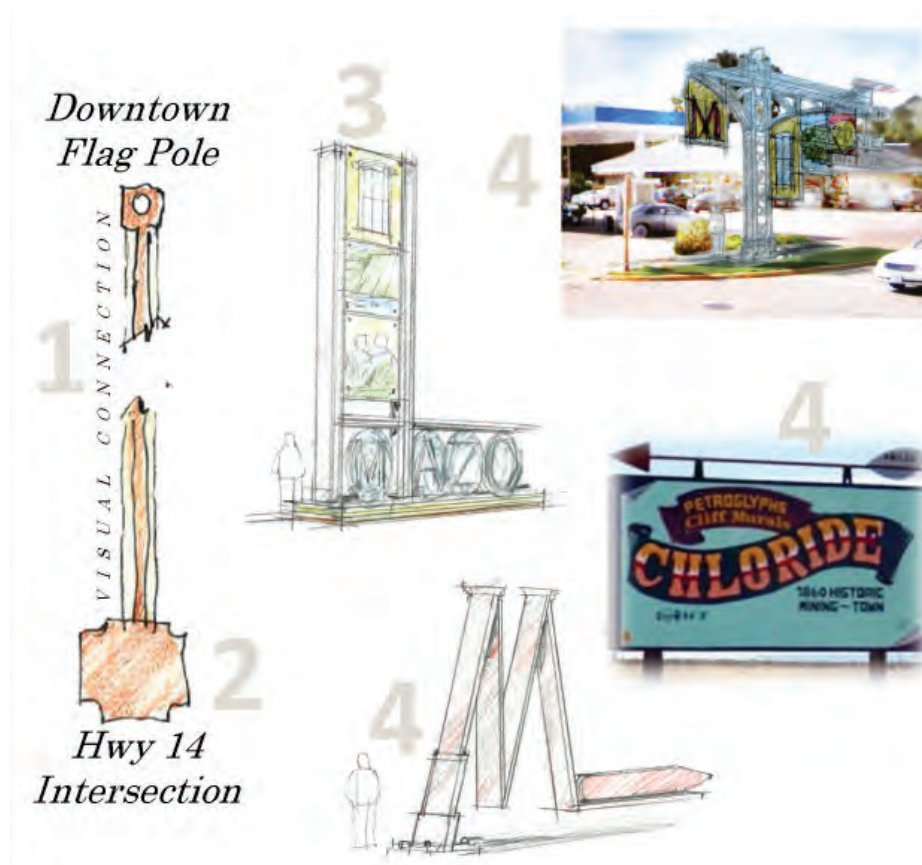 Downtown
Flag Pole
VISUAL CONNECTION
1
2
Hwy 14
Intersection
3
MAZO
4
M
4
PETROGLYPHS
Cliff Murals
CHLORIDE
1860 HISTORIC
MINING~TOWN
4